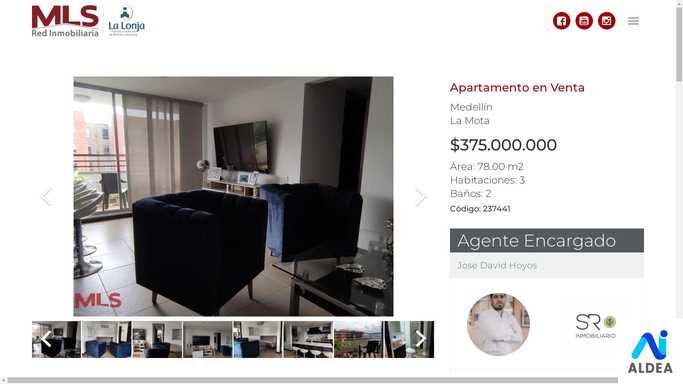 MLS
Red Inmobiliaria
La Lonja
Apartamento en Venta
Medellín
La Mota
$375.000.000
Área: 78.00 m2
Habitaciones: 3
Baños: 2
Código: 237441
Agente Encargado
Jose David Hoyos
MLS
SR
INMOBILIARIO
ALDEA